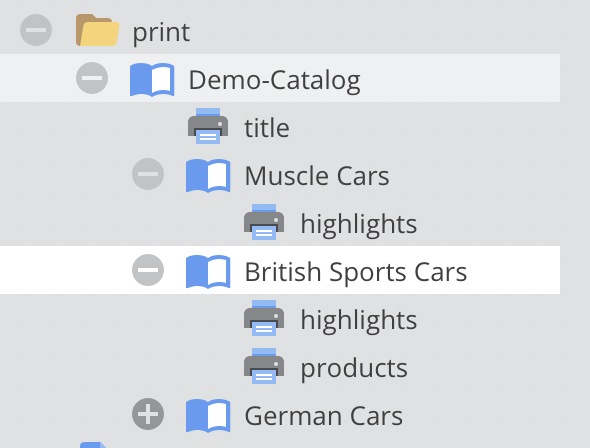 print
Demo-Catalog
title
Muscle Cars
highlights
British Sports Cars
highlights
products
German Cars